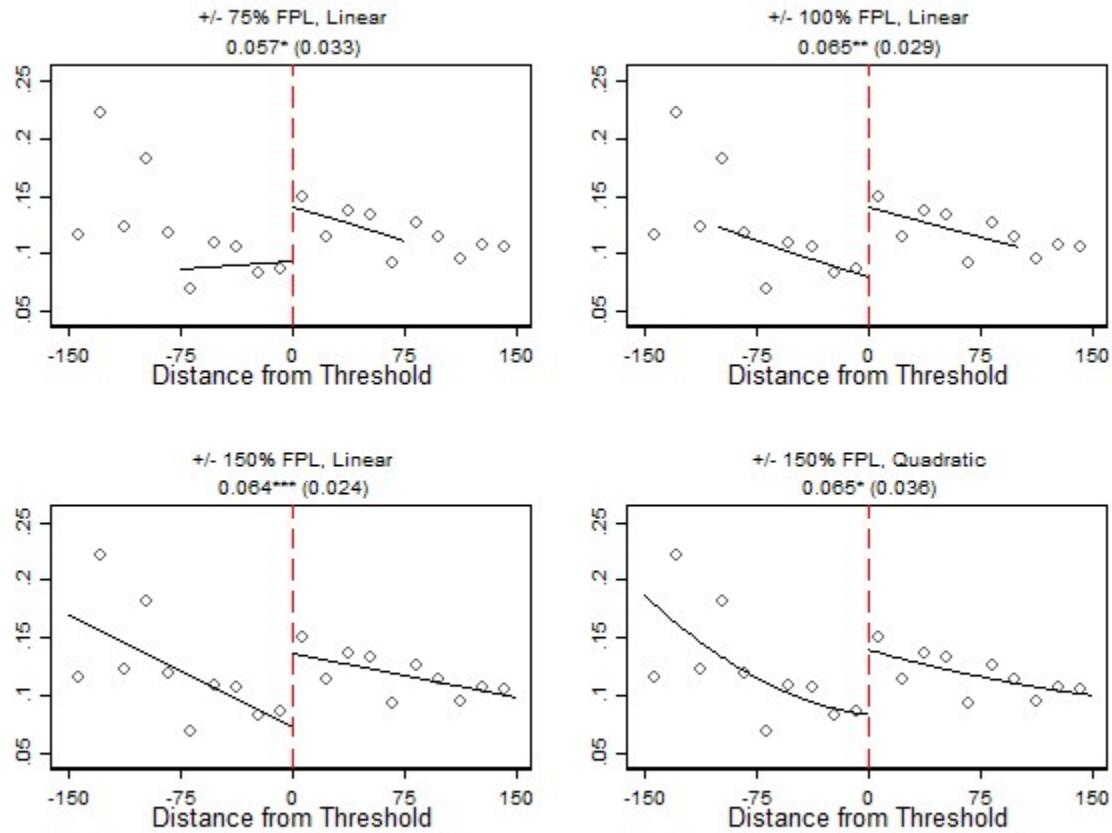 +/- 75% FPL, Linear
0.057* (0.033)
.25
.2
.15
.1
.05
-150 -75 0 75 150
Distance from Threshold
+/- 100% FPL, Linear
0.065** (0.029)
.25
.2
.15
.1
.05
-150 -75 0 75 150
Distance from Threshold
+/- 150% FPL, Linear
0.064*** (0.024)
.25
.2
.15
.1
.05
-150 -75 0 75 150
Distance from Threshold
+/- 150% FPL, Quadratic
0.065* (0.036)
.25
.2
.15
.1
.05
-150 -75 0 75 150
Distance from Threshold